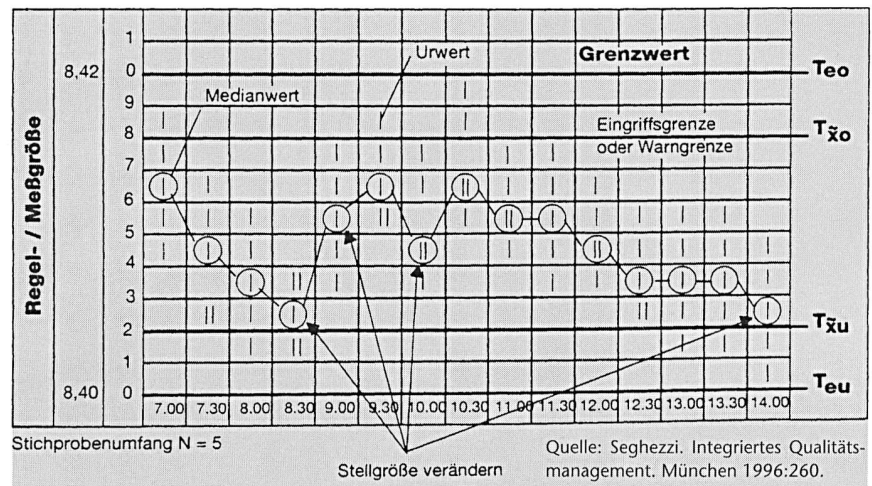 Regel- / Meßgröße
8,42
8,40
1
0
9
8
7
6
5
4
3
2
1
0
Urwert
Medianwert
Grenzwert
Eingriffsgrenze
oder Warngrenze
Teo
Tx̃o
Tx̃u
Teu
7.00 7.30 8.00 8.30 9.00 9.30 10.00 10.30 11.00 11.30 12.00 12.30 13.00 13.30 14.00
Stichprobenumfang N = 5
Stellgröße verändern
Quelle: Seghezzi. Integriertes Qualitäts-
management. München 1996:260.